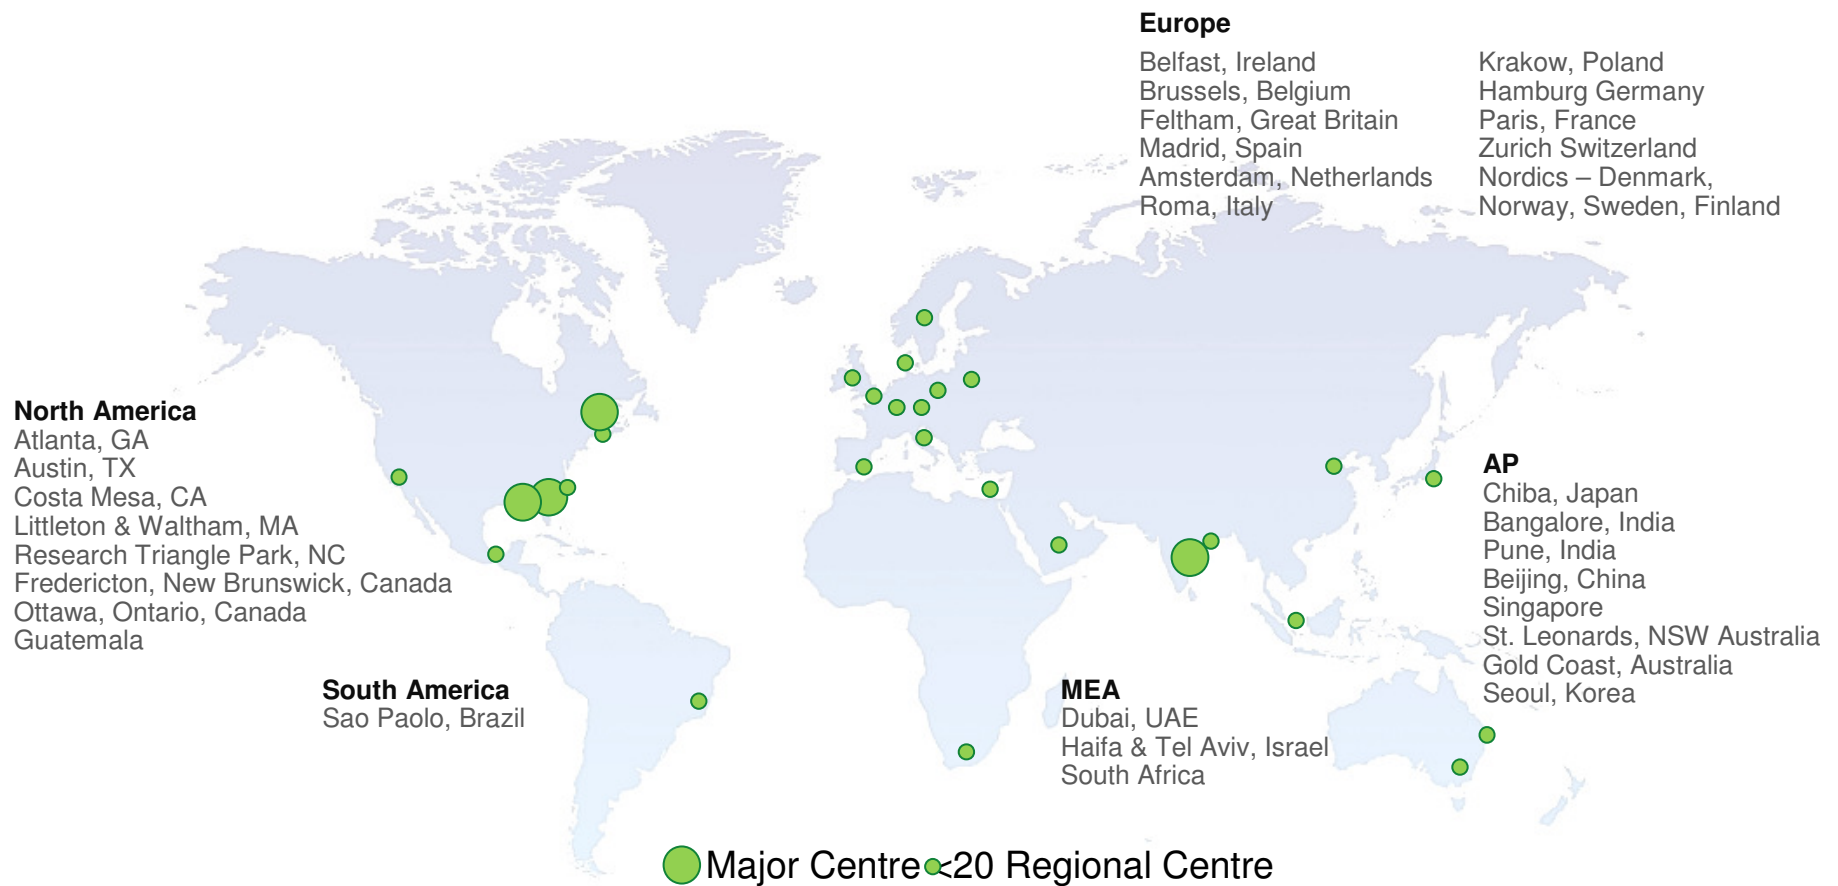 Europe
Belfast, Ireland
Brussels, Belgium
Feltham, Great Britain
Madrid, Spain
Amsterdam, Netherlands
Roma, Italy
Krakow, Poland
Hamburg Germany
Paris, France
Zurich Switzerland
Nordics – Denmark,
Norway, Sweden, Finland
North America
Atlanta, GA
Austin, TX
Costa Mesa, CA
Littleton & Waltham, MA
Research Triangle Park, NC
Fredericton, New Brunswick, Canada
Ottawa, Ontario, Canada
Guatemala
AP
Chiba, Japan
Bangalore, India
Pune, India
Beijing, China
Singapore
St. Leonards, NSW Australia
Gold Coast, Australia
Seoul, Korea
South America
Sao Paolo, Brazil
MEA
Dubai, UAE
Haifa & Tel Aviv, Israel
South Africa
Major Centre <20 Regional Centre